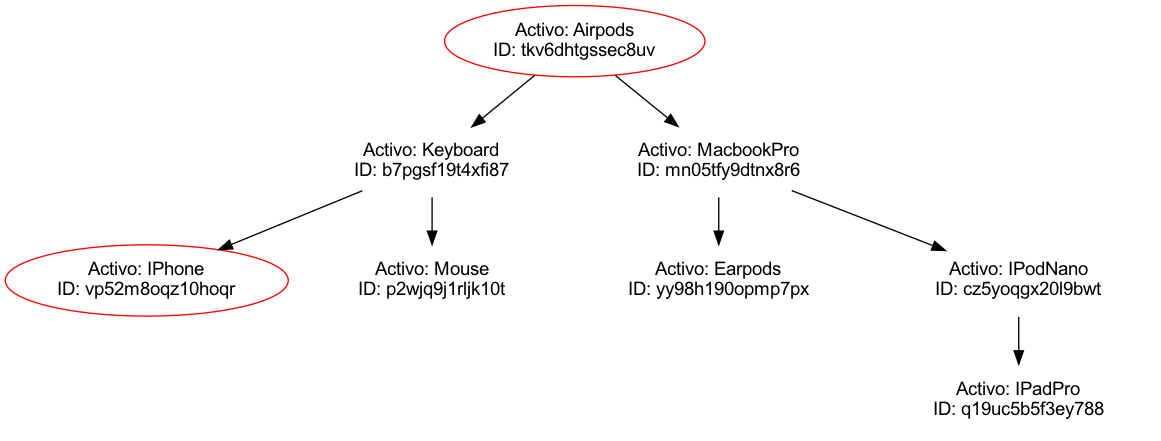 Activo: Airpods
ID: tkv6dhtgssec8uv
Activo: Keyboard
ID: b7pgsf19t4xfi87
Activo: MacbookPro
ID: mn05tfy9dtnx8r6
Activo: IPhone
ID: vp52m8oqz10hoqr
Activo: Mouse
ID: p2wjq9j1rljk10t
Activo: Earpods
ID: yy98h190opmp7px
Activo: IPodNano
ID: cz5yoqgx20l9bwt
Activo: IPadPro
ID: q19uc5b5f3ey788